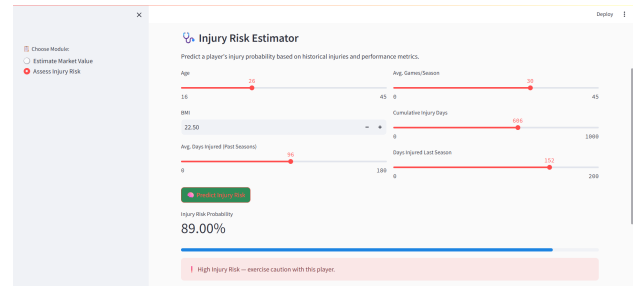 Deploy
Choose Module:
Estimate Market Value
Assess Injury Risk
Injury Risk Estimator
Predict a player's injury probability based on historical injuries and performance metrics.
Age
26
16 45
BMI
22.50
Avg. Days Injured (Past Seasons)
96
0 180
Avg. Games/Season
30
0 45
Cumulative Injury Days
606
0 1000
Days Injured Last Season
152
0 200
Predict Injury Risk
Injury Risk Probability
89.00%
High Injury Risk — exercise caution with this player.